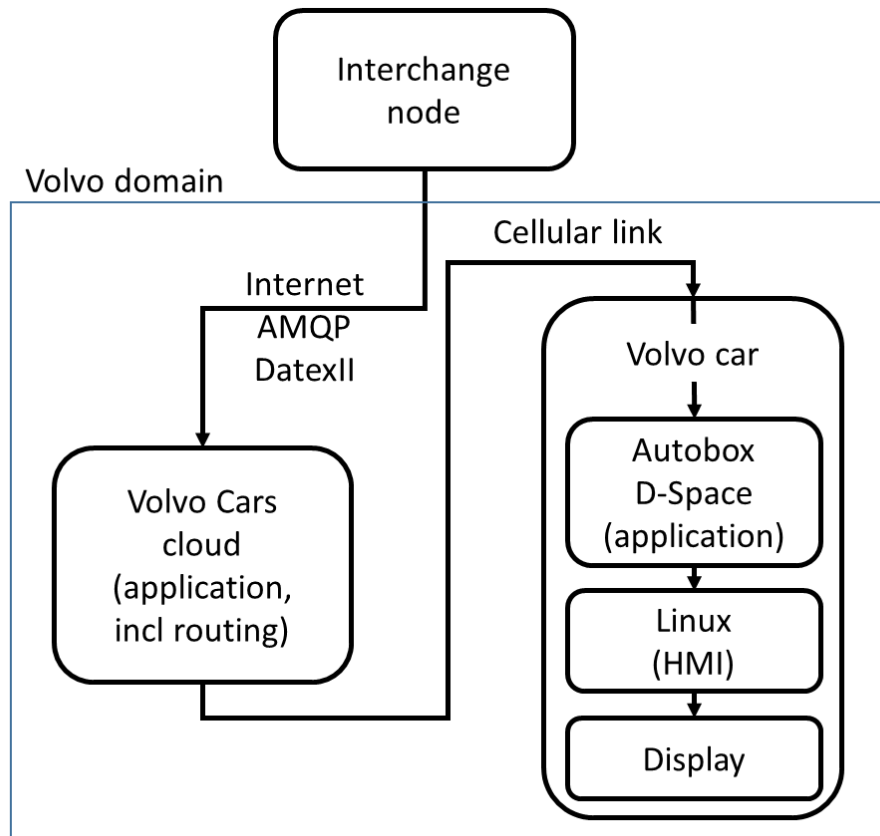 Interchange
node
Volvo domain
Cellular link
Internet
AMQP
DatexII
Volvo car
Volvo Cars
cloud
(application,
incl routing)
Autobox
D-Space
(application)
Linux
(HMI)
Display